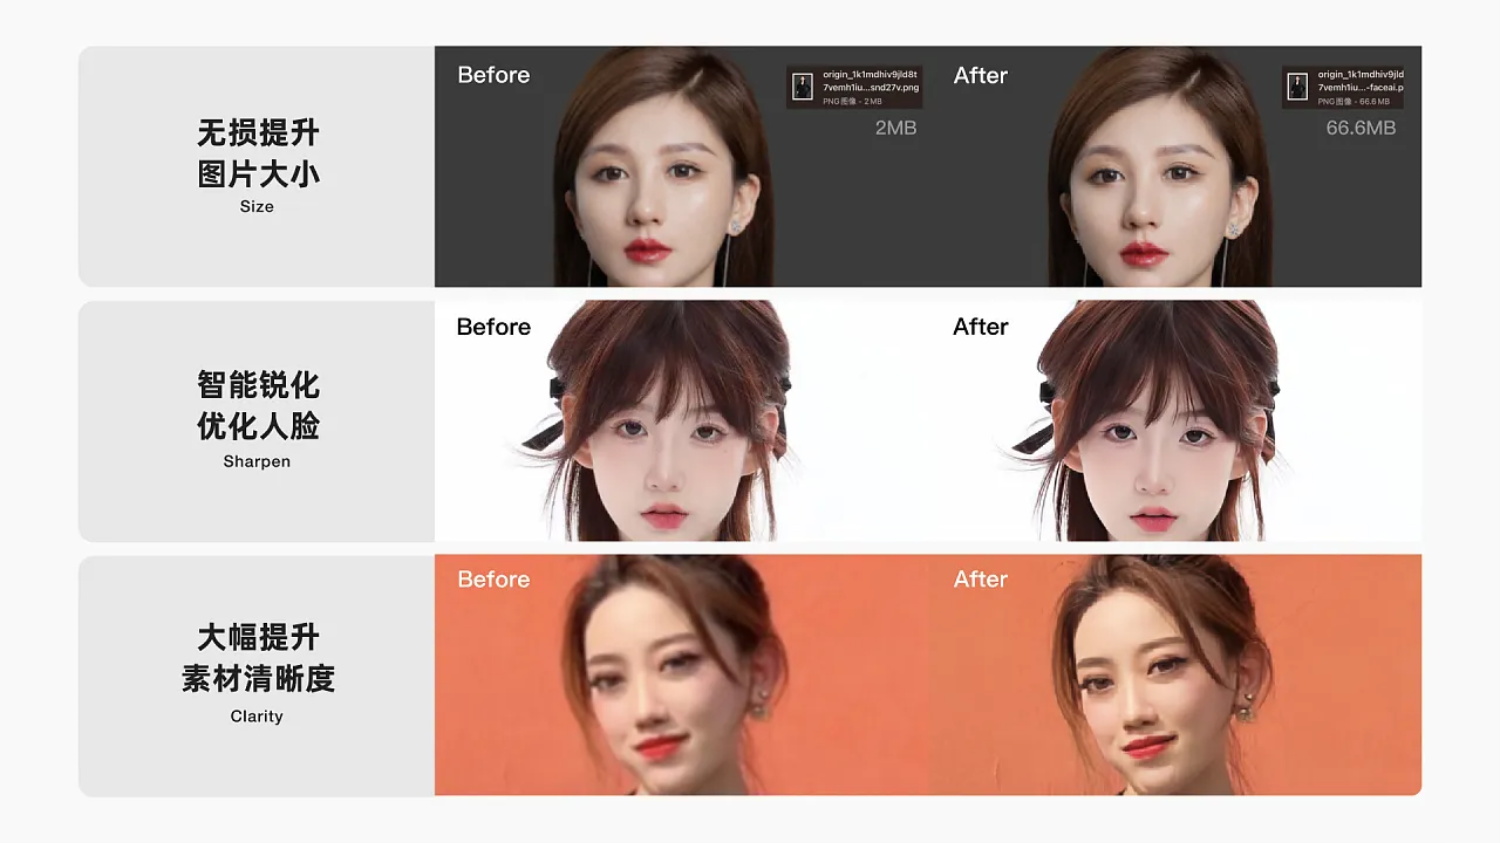 无损提升
图片大小
Size
Before
origin_1k1mdhiv9jld8t
7vemh1iu...snd27v.png
PNG图像 - 2 MB
2MB
After
origin_1k1mdhiv9jld
7vemh1iu...-faceai.p
PNG图像 - 66.6 MB
66.6MB
智能锐化
优化人脸
Sharpen
Before
After
大幅提升
素材清晰度
Clarity
Before
After